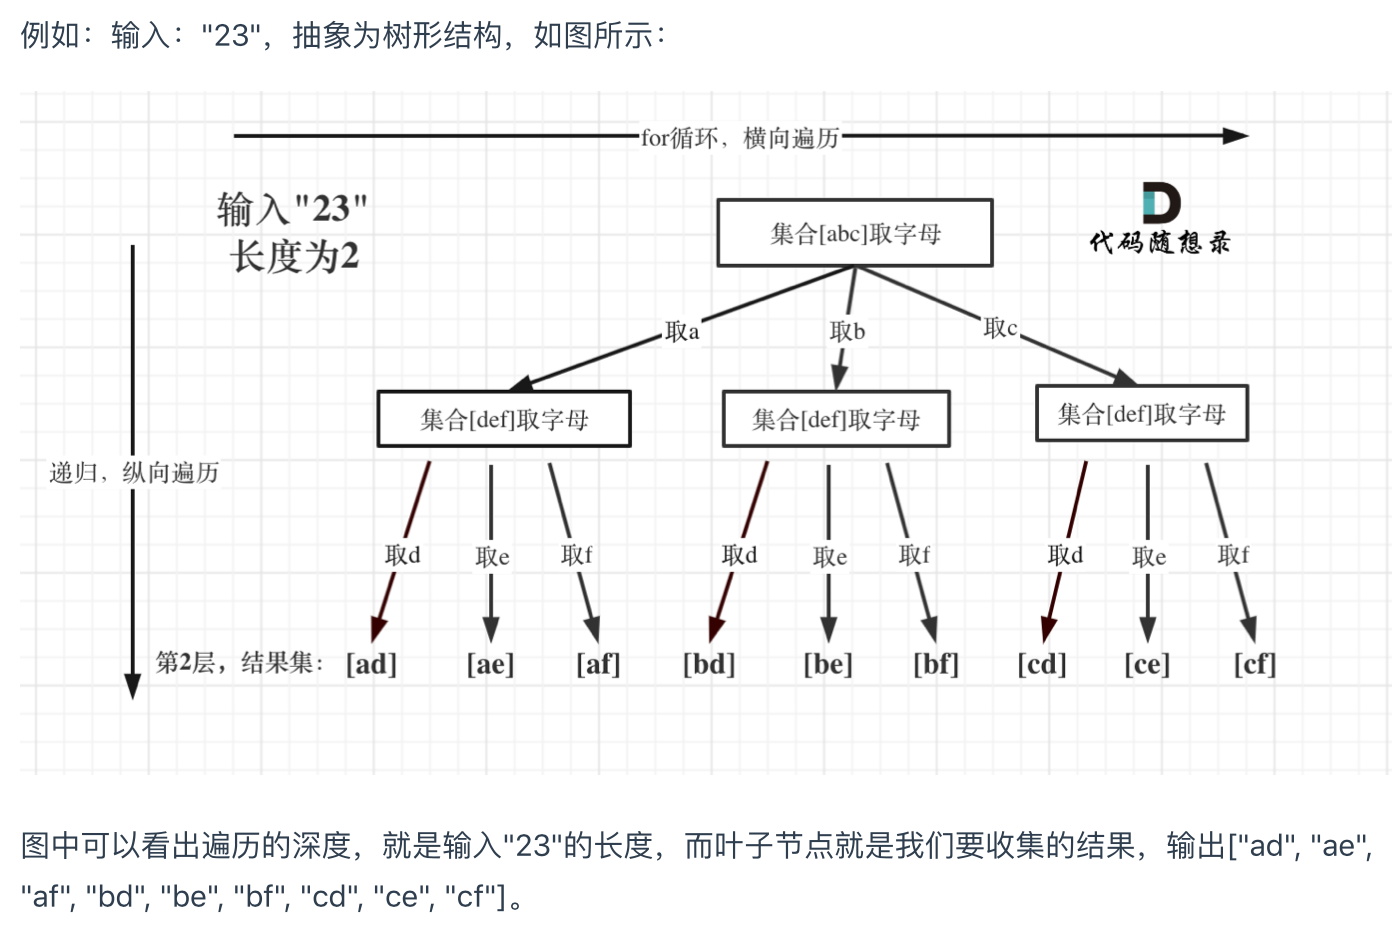 例如：输入："23"，抽象为树形结构，如图所示：
for循环，横向遍历
输入"23"
长度为2
集合[abc]取字母
代码随想录
取a
取b
取c
集合[def]取字母
集合[def]取字母
集合[def]取字母
递归，纵向遍历
取d
取e
取f
取d
取e
取f
取d
取e
取f
第2层，结果集：
[ad]
[ae]
[af]
[bd]
[be]
[bf]
[cd]
[ce]
[cf]
图中可以看出遍历的深度，就是输入"23"的长度，而叶子节点就是我们要收集的结果，输出["ad", "ae",
"af", "bd", "be", "bf", "cd", "ce", "cf"]。